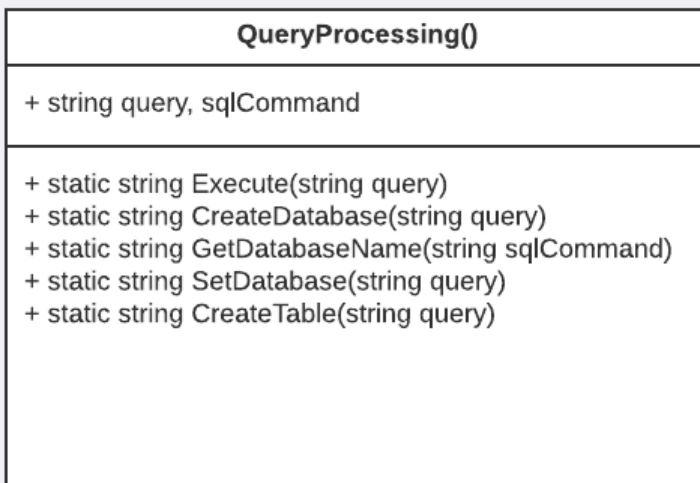 QueryProcessing()
+ string query, sqlCommand
+ static string Execute(string query)
+ static string CreateDatabase(string query)
+ static string GetDatabaseName(string sqlCommand)
+ static string SetDatabase(string query)
+ static string CreateTable(string query)